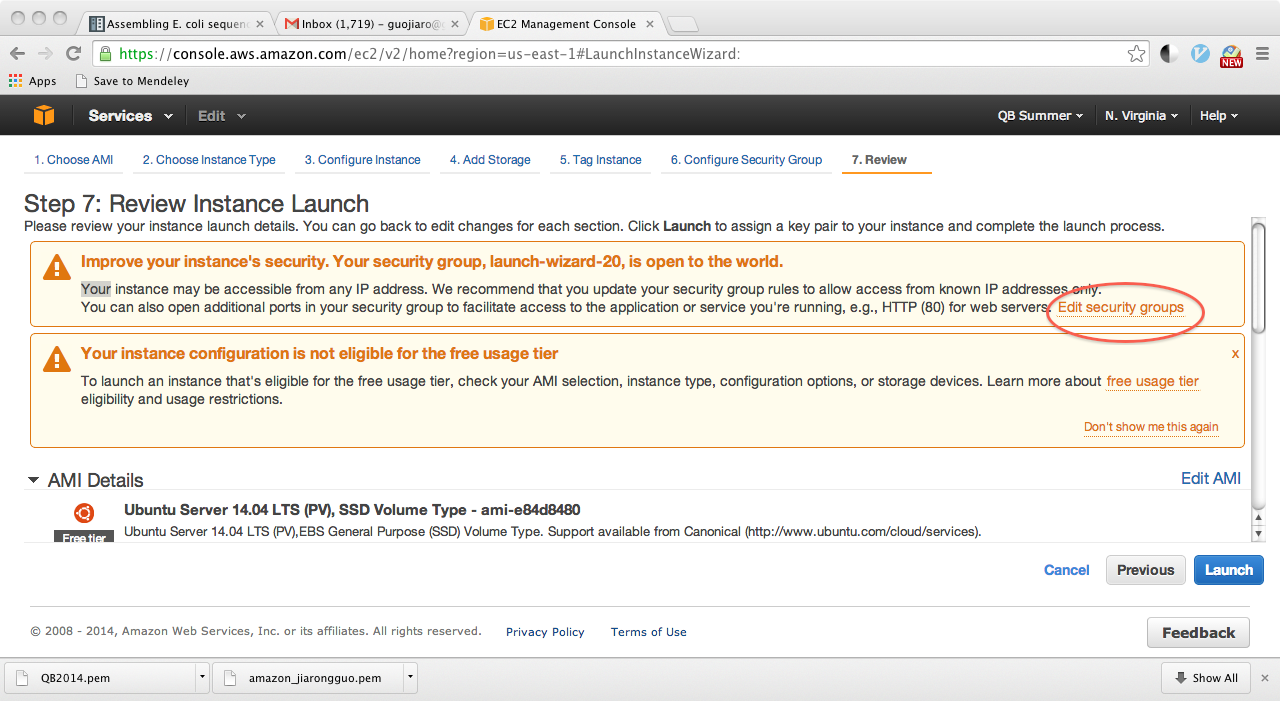 Assembling E. coli sequen
Inbox (1,719) – guojiaro@
EC2 Management Console
https://console.aws.amazon.com/ec2/v2/home?region=us-east-1#LaunchInstanceWizard:
NEW
Apps
Save to Mendeley
Services
Edit
QB Summer
N. Virginia
Help
1. Choose AMI
2. Choose Instance Type
3. Configure Instance
4. Add Storage
5. Tag Instance
6. Configure Security Group
7. Review
Step 7: Review Instance Launch
Please review your instance launch details. You can go back to edit changes for each section. Click Launch to assign a key pair to your instance and complete the launch process.
Improve your instance's security. Your security group, launch-wizard-20, is open to the world.
Your instance may be accessible from any IP address. We recommend that you update your security group rules to allow access from known IP addresses only.
You can also open additional ports in your security group to facilitate access to the application or service you're running, e.g., HTTP (80) for web servers. Edit security groups
Your instance configuration is not eligible for the free usage tier
x
To launch an instance that's eligible for the free usage tier, check your AMI selection, instance type, configuration options, or storage devices. Learn more about free usage tier
eligibility and usage restrictions.
Don't show me this again
AMI Details
Edit AMI
Ubuntu Server 14.04 LTS (PV), SSD Volume Type - ami-e84d8480
Free tier
Ubuntu Server 14.04 LTS (PV),EBS General Purpose (SSD) Volume Type. Support available from Canonical (http://www.ubuntu.com/cloud/services).
Cancel
Previous
Launch
© 2008 - 2014, Amazon Web Services, Inc. or its affiliates. All rights reserved.
Privacy Policy
Terms of Use
Feedback
QB2014.pem
amazon_jiarongguo.pem
Show All